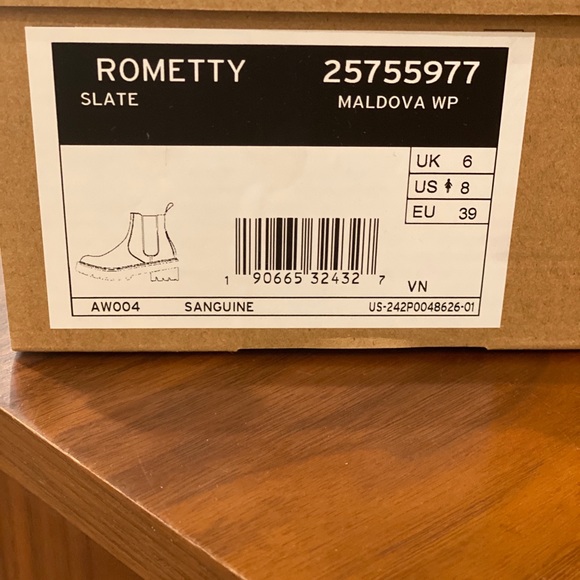 ROMETTY 25755977
SLATE MALDOVA WP
UK 6
US 8
EU 39
1 90665 32432 7
VN
AW004 SANGUINE US-242P0048626-01